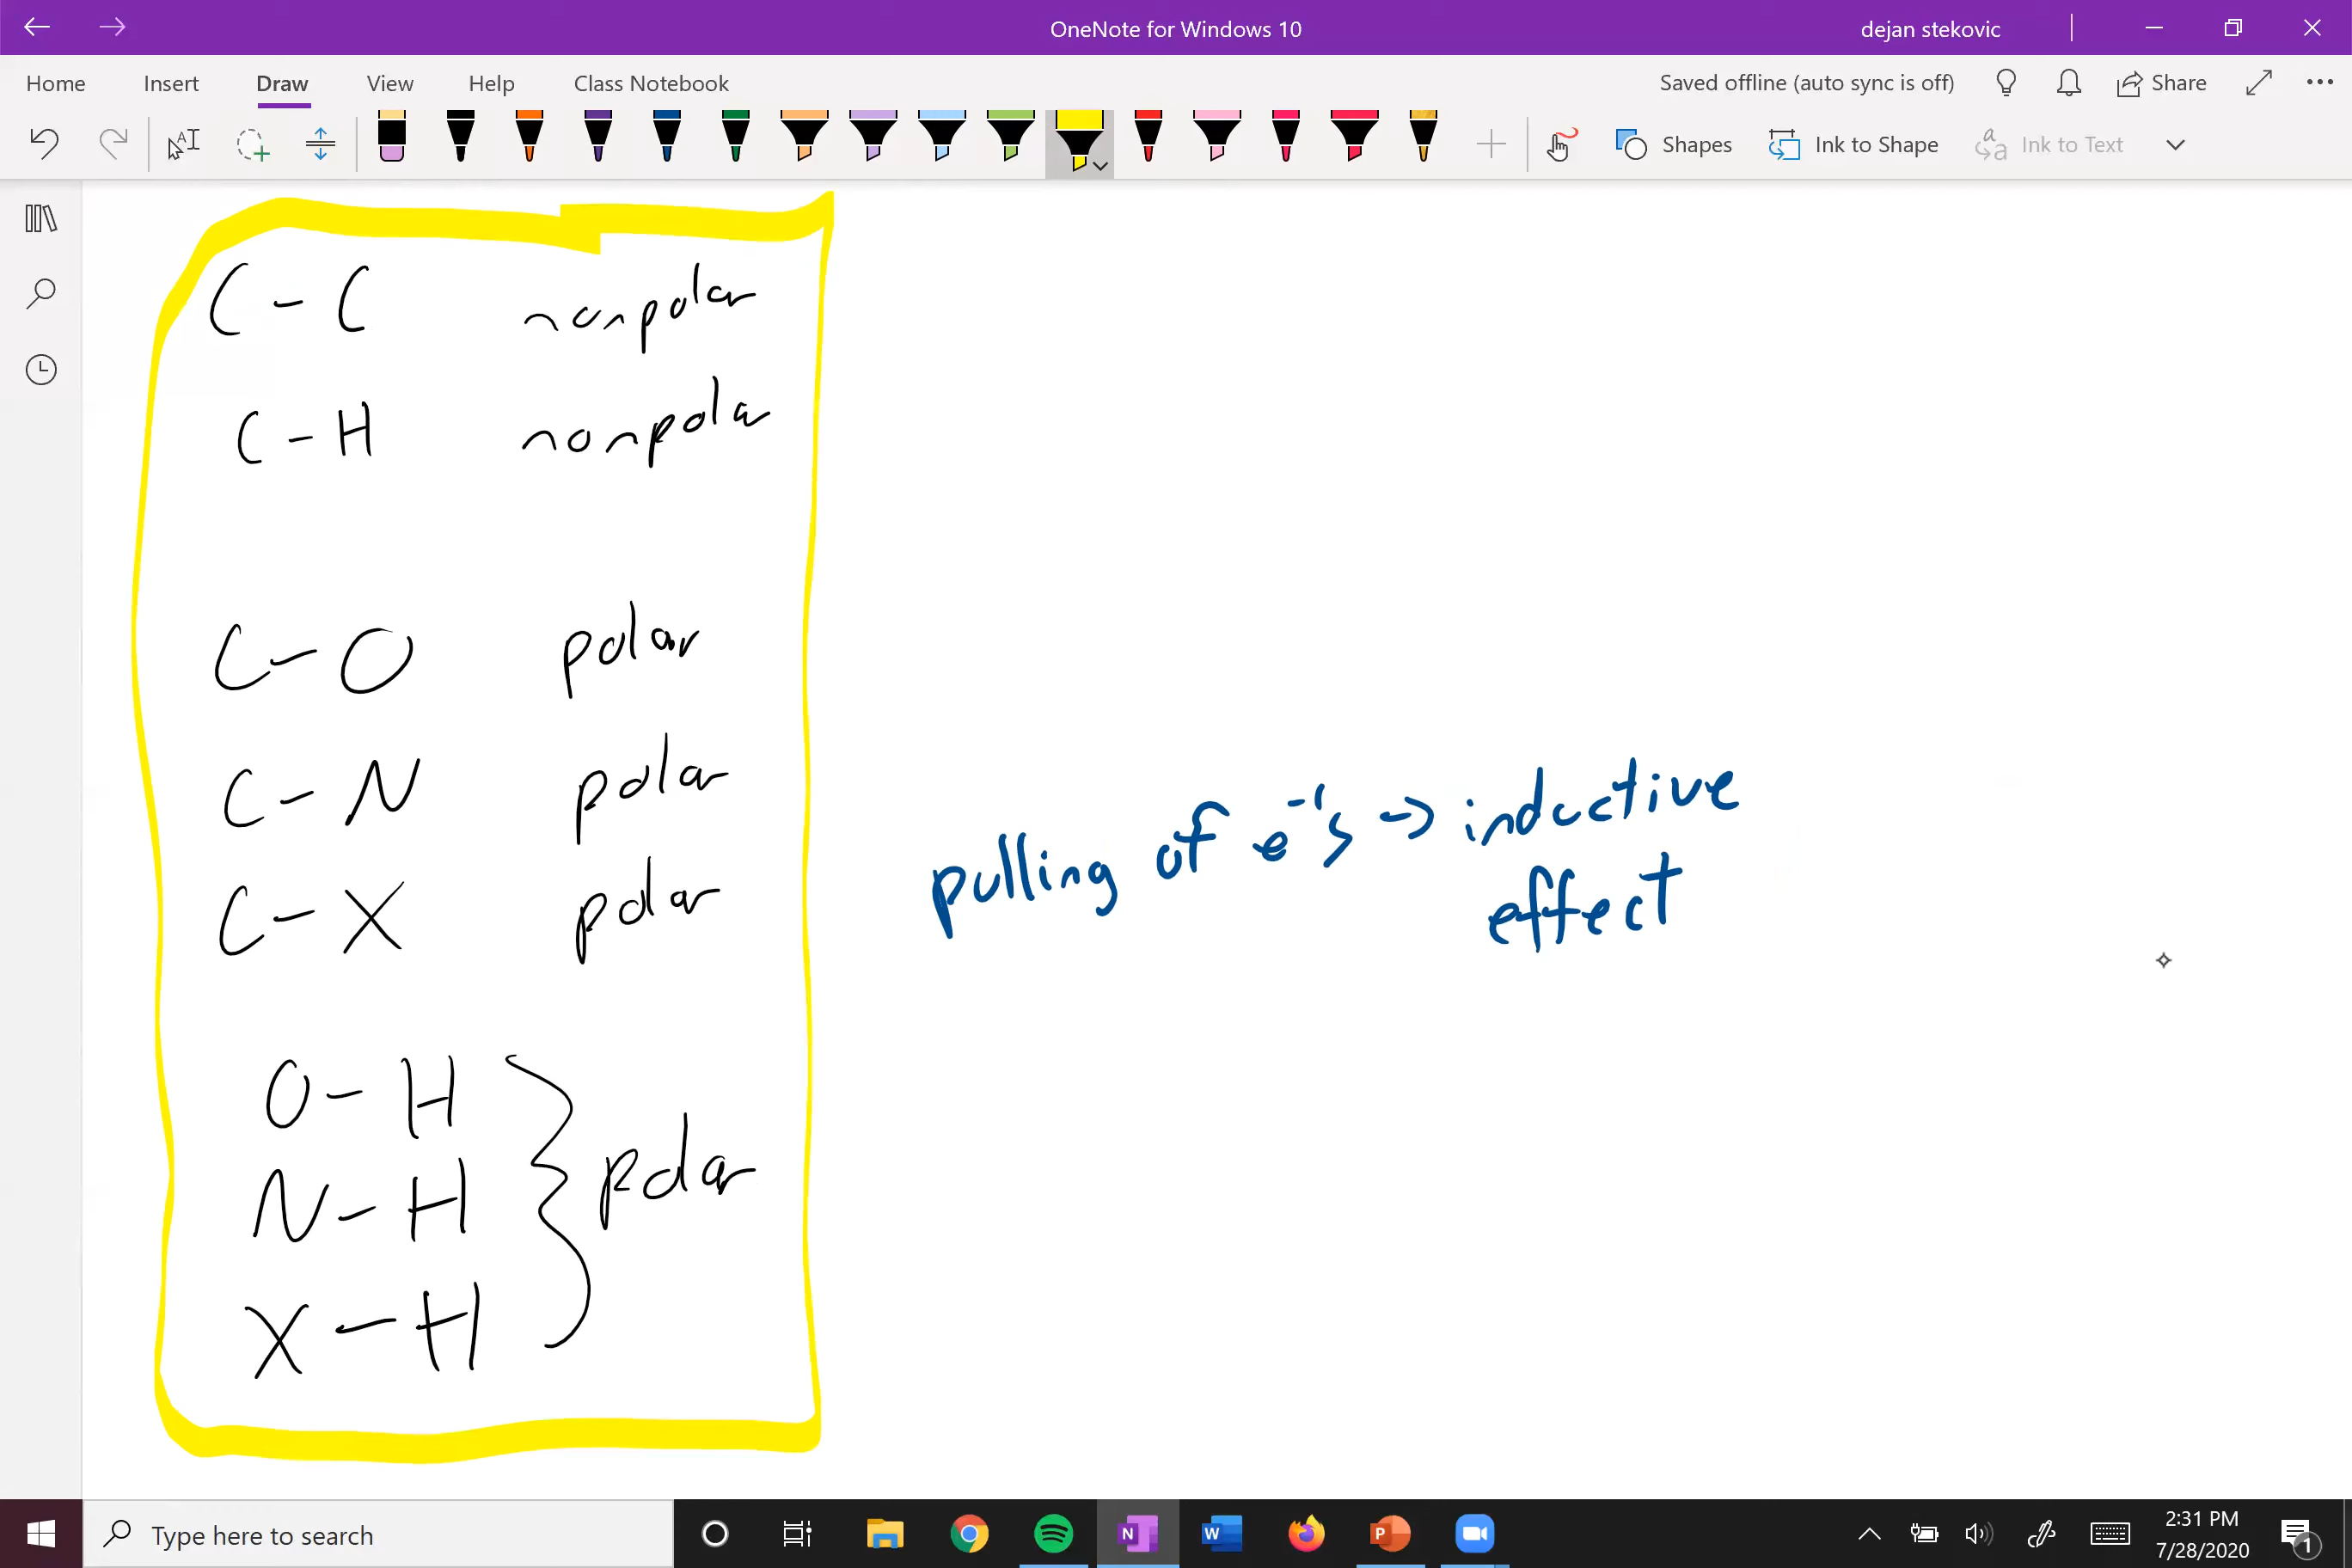 OneNote for Windows 10
dejan stekovic
Home Insert Draw View Help Class Notebook
Saved offline (auto sync is off)
Share
Shapes
Ink to Shape
Ink to Text
C - C nonpolar
C - H nonpolar
C - O polar
C - N polar
C - X polar
pulling of e⁻'s → inductive
effect
O - H
N - H polar
X - H
Type here to search
2:31 PM
7/28/2020
1